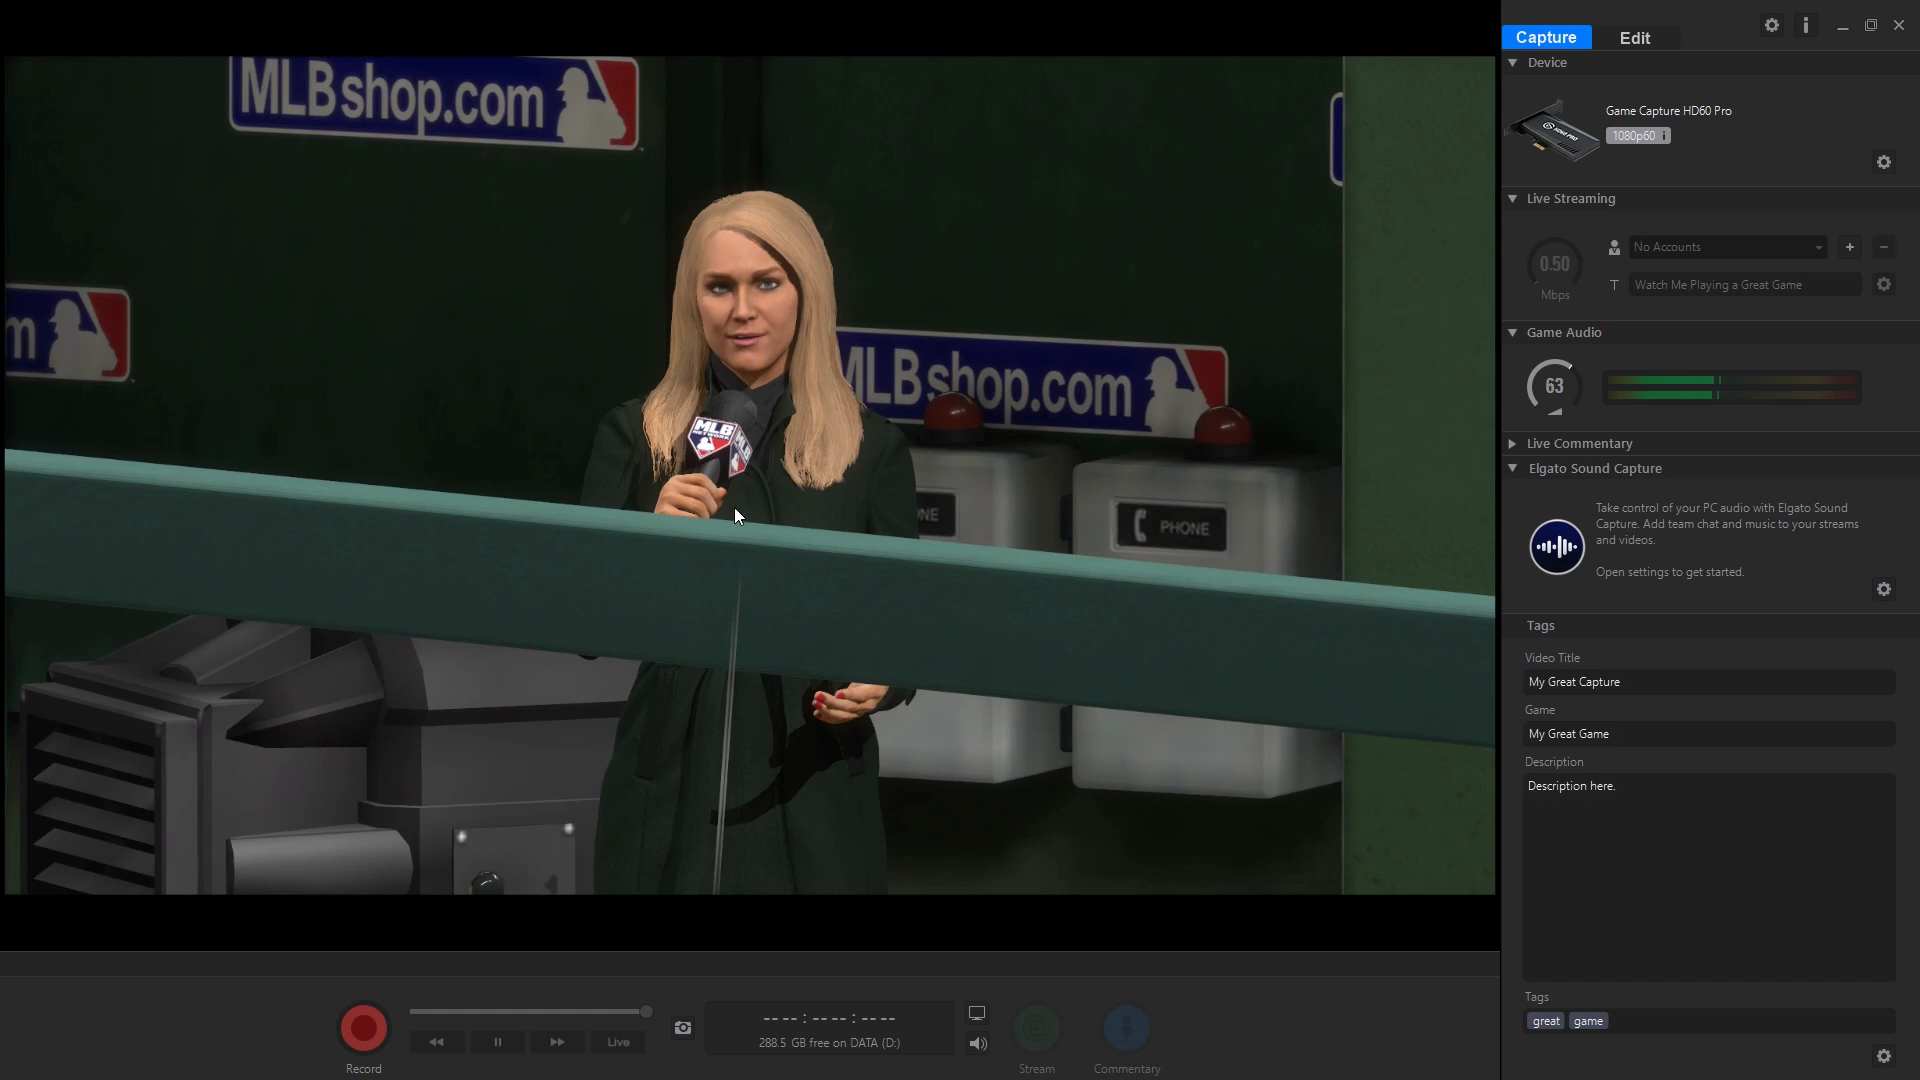 MLBshop.com
m
MLBshop.com
MLB
NETWORK
NE
PHONE
Capture
Edit
Device
Game Capture HD60 Pro
1080p60 i
Live Streaming
0.50
Mbps
No Accounts
T
Watch Me Playing a Great Game
Game Audio
63
Live Commentary
Elgato Sound Capture
Take control of your PC audio with Elgato Sound
Capture. Add team chat and music to your streams
and videos.
Open settings to get started.
Tags
Video Title
My Great Capture
Game
My Great Game
Description
Description here.
Tags
great game
Live
-- -- : -- -- : -- --
288.5 GB free on DATA (D:)
Record
Stream
Commentary